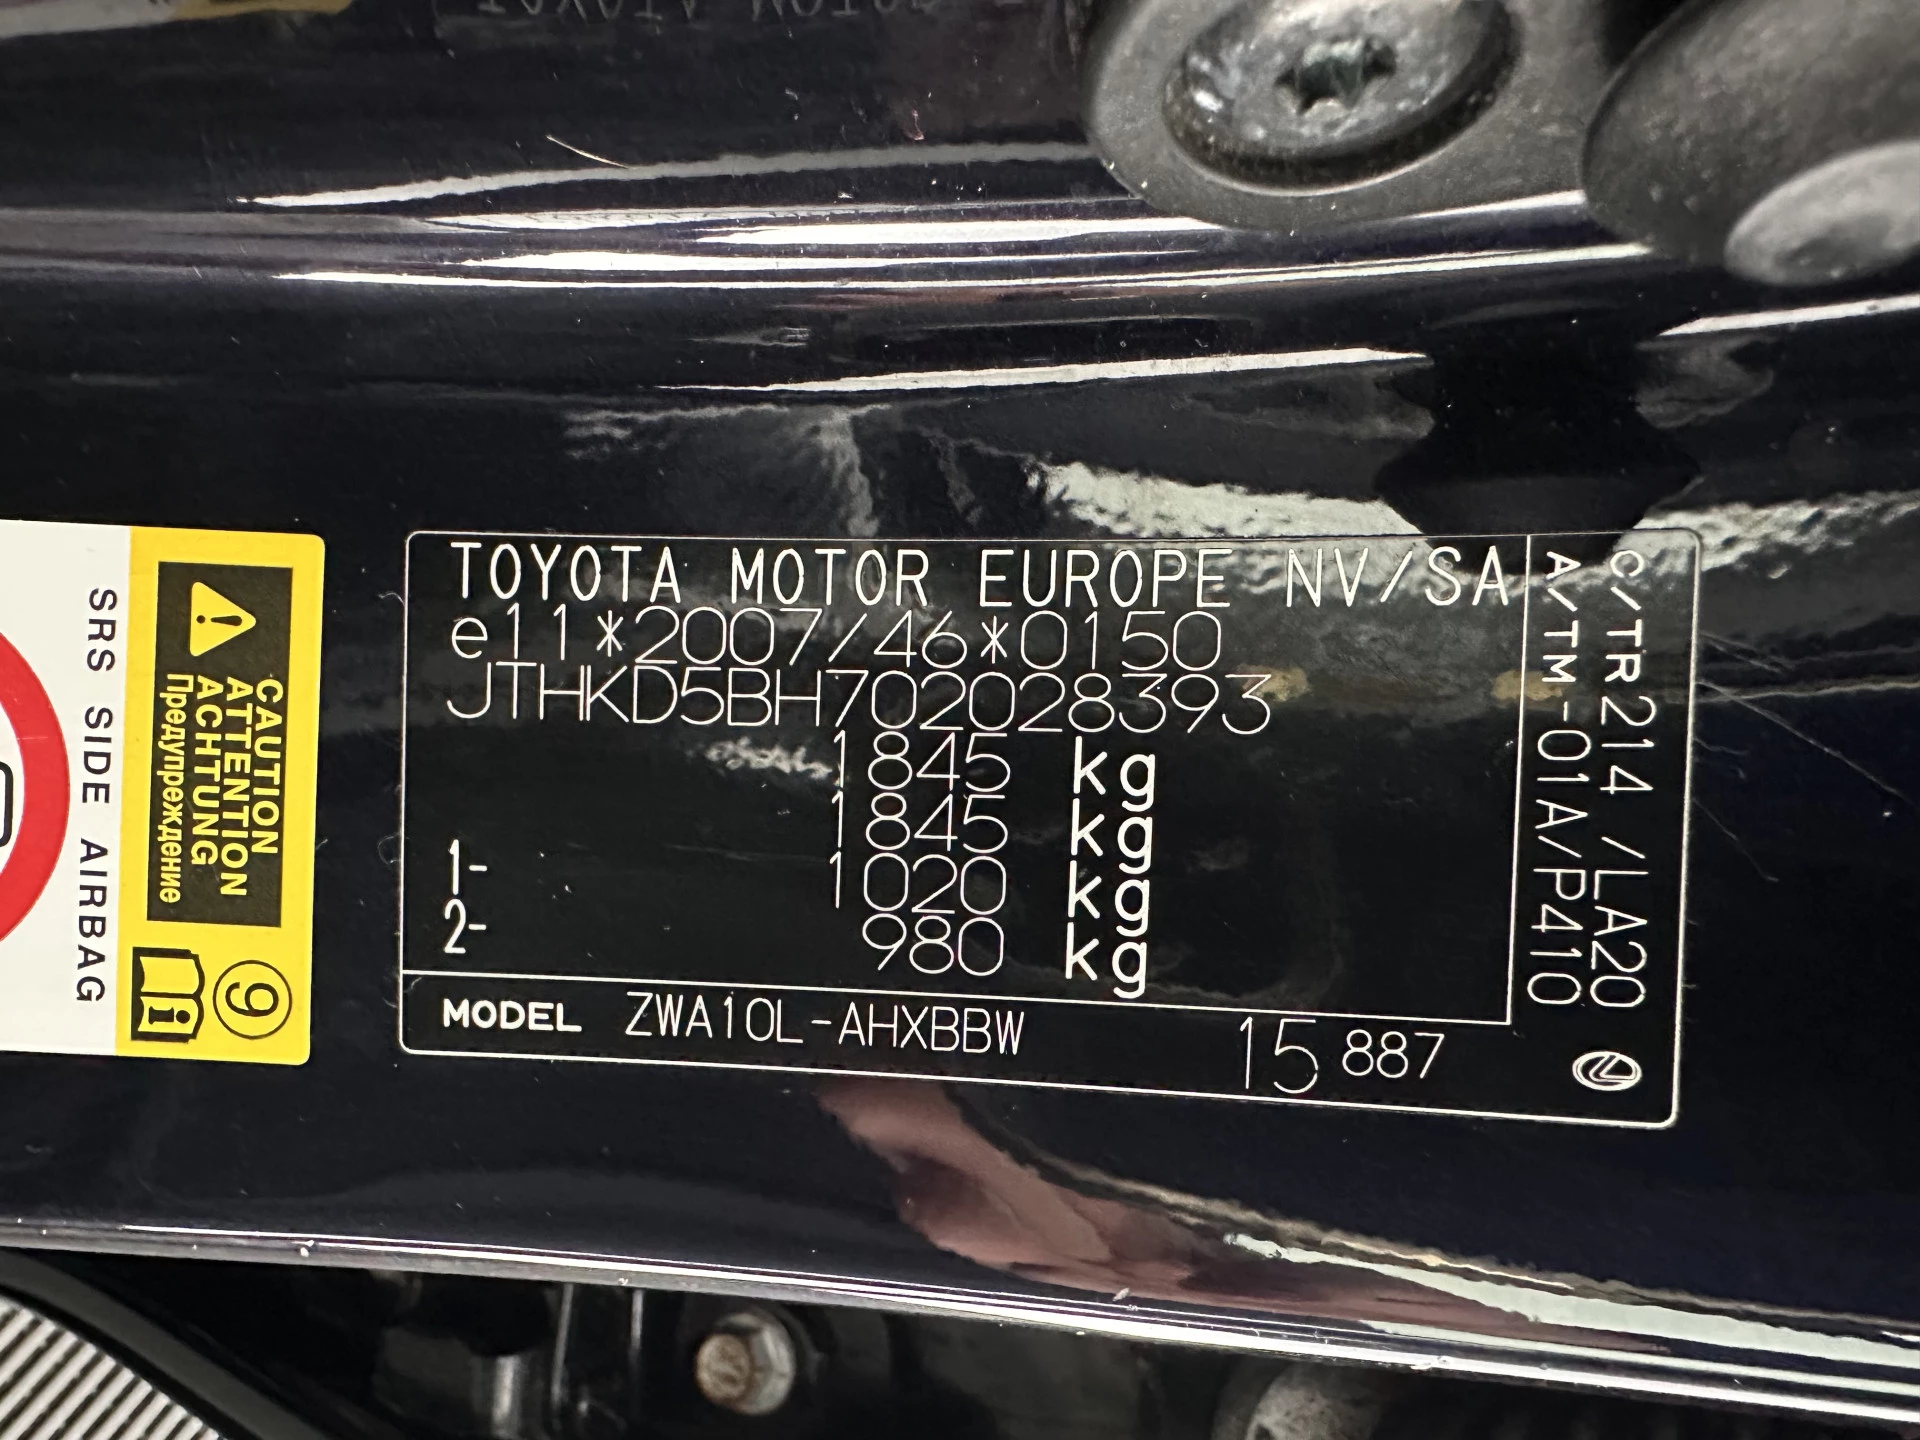 TOYOTA MOTOR EUROPE NV/SA
e11*2007/46*0150
JTHKD5BH702028393
1845 kg
1845 kg
1- 1020 kg
2- 980 kg
MODEL ZWA10L-AHXBBW
15 887
C/TR214 /LA20
A/TM-01A/P410
CAUTION
ATTENTION
ACHTUNG
Предупреждение
9
i
SRS SIDE AIRBAG